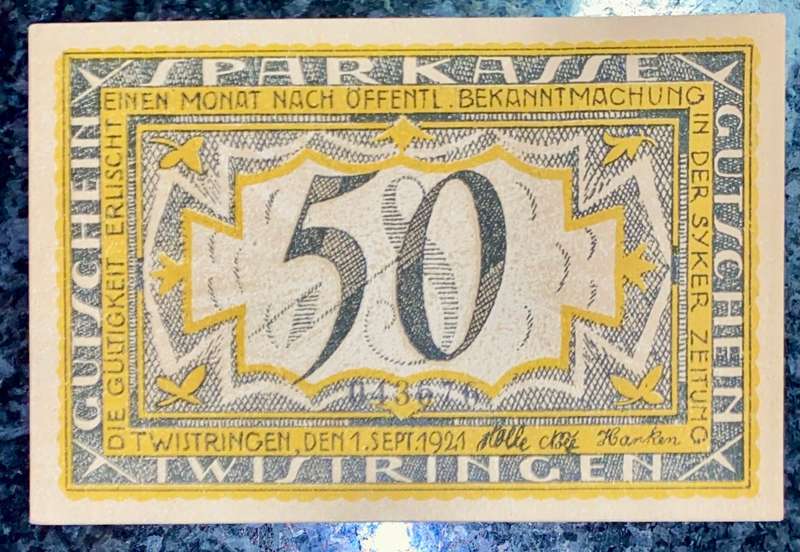 SPARKASSE
GUTSCHEIN
GUTSCHEIN
DIE GÜLTIGKEIT ERLISCHT
EINEN MONAT NACH ÖFFENTL. BEKANNTMACHUNG
IN DER SYKER ZEITUNG
50
TWISTRINGEN, DEN 1. SEPT. 1921 Hanken
TWISTRINGEN